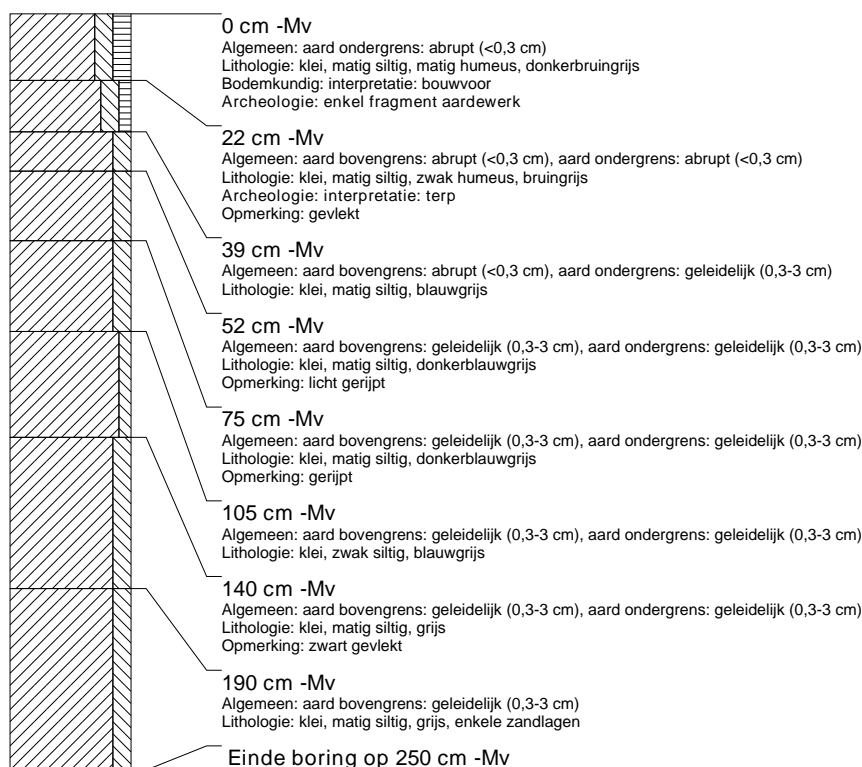 0 cm -Mv
Algemeen: aard ondergrens: abrupt (<0,3 cm)
Lithologie: klei, matig siltig, matig humeus, donkerbruingrijs
Bodemkundig: interpretatie: bouwvoor
Archeologie: enkel fragment aardewerk
22 cm -Mv
Algemeen: aard bovengrens: abrupt (<0,3 cm), aard ondergrens: abrupt (<0,3 cm)
Lithologie: klei, matig siltig, zwak humeus, bruingrijs
Archeologie: interpretatie: terp
Opmerking: gevlekt
39 cm -Mv
Algemeen: aard bovengrens: abrupt (<0,3 cm), aard ondergrens: geleidelijk (0,3-3 cm)
Lithologie: klei, matig siltig, blauwgrijs
52 cm -Mv
Algemeen: aard bovengrens: geleidelijk (0,3-3 cm), aard ondergrens: geleidelijk (0,3-3 cm)
Lithologie: klei, matig siltig, donkerblauwgrijs
Opmerking: licht gerijpt
75 cm -Mv
Algemeen: aard bovengrens: geleidelijk (0,3-3 cm), aard ondergrens: geleidelijk (0,3-3 cm)
Lithologie: klei, matig siltig, donkerblauwgrijs
Opmerking: gerijpt
105 cm -Mv
Algemeen: aard bovengrens: geleidelijk (0,3-3 cm), aard ondergrens: geleidelijk (0,3-3 cm)
Lithologie: klei, zwak siltig, blauwgrijs
140 cm -Mv
Algemeen: aard bovengrens: geleidelijk (0,3-3 cm), aard ondergrens: geleidelijk (0,3-3 cm)
Lithologie: klei, matig siltig, grijs
Opmerking: zwart gevlekt
190 cm -Mv
Algemeen: aard bovengrens: geleidelijk (0,3-3 cm)
Lithologie: klei, matig siltig, grijs, enkele zandlagen
Einde boring op 250 cm -Mv